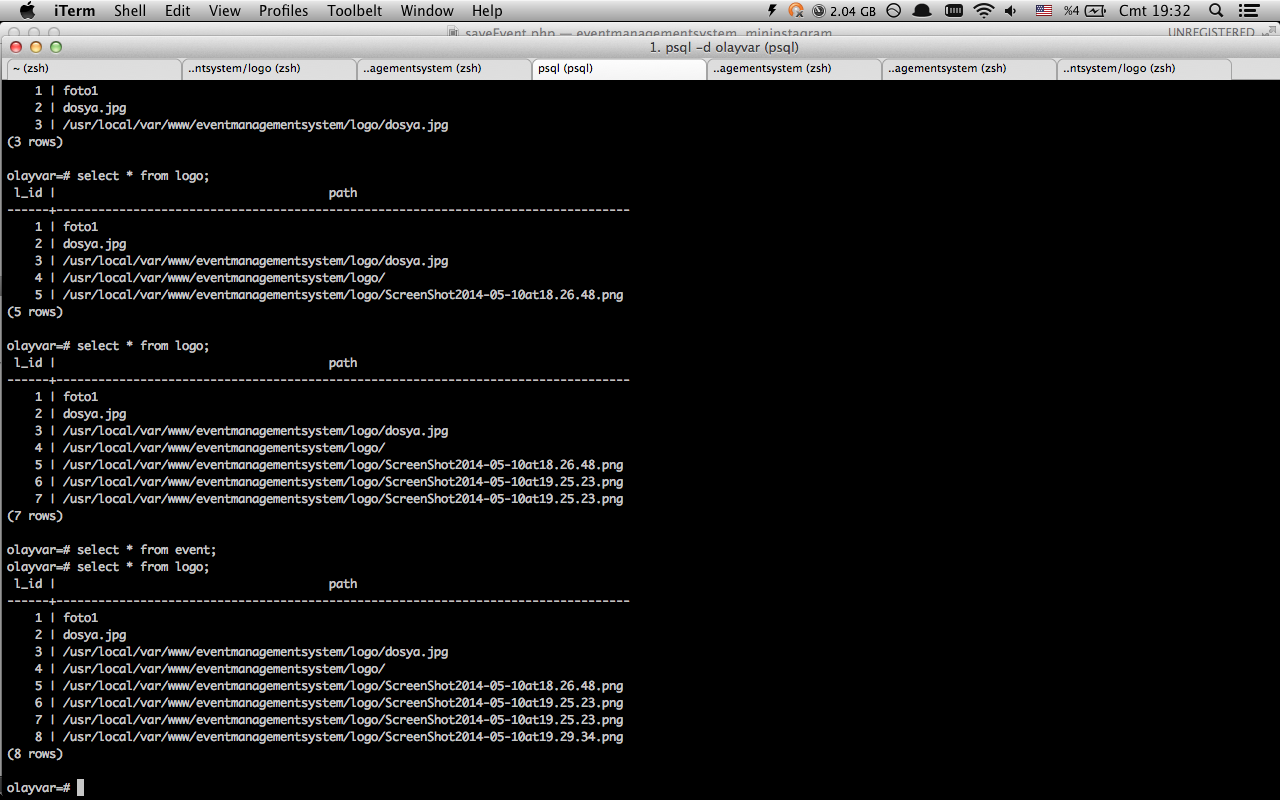 iTerm Shell Edit View Profiles Toolbelt Window Help 2.04 GB %4 Cmt 19:32
saveEvent.php — eventmanagementsystem, mininstagram UNREGISTERED
1. psql -d olayvar (psql)
~ (zsh) ..ntsystem/logo (zsh) ..agementsystem (zsh) psql (psql) ..agementsystem (zsh) ..agementsystem (zsh) ..ntsystem/logo (zsh)
1 | foto1
2 | dosya.jpg
3 | /usr/local/var/www/eventmanagementsystem/logo/dosya.jpg
(3 rows)
olayvar=# select * from logo;
l_id | path
------+----------------------------------------------------------------------------------
1 | foto1
2 | dosya.jpg
3 | /usr/local/var/www/eventmanagementsystem/logo/dosya.jpg
4 | /usr/local/var/www/eventmanagementsystem/logo/
5 | /usr/local/var/www/eventmanagementsystem/logo/ScreenShot2014-05-10at18.26.48.png
(5 rows)
olayvar=# select * from logo;
l_id | path
------+----------------------------------------------------------------------------------
1 | foto1
2 | dosya.jpg
3 | /usr/local/var/www/eventmanagementsystem/logo/dosya.jpg
4 | /usr/local/var/www/eventmanagementsystem/logo/
5 | /usr/local/var/www/eventmanagementsystem/logo/ScreenShot2014-05-10at18.26.48.png
6 | /usr/local/var/www/eventmanagementsystem/logo/ScreenShot2014-05-10at19.25.23.png
7 | /usr/local/var/www/eventmanagementsystem/logo/ScreenShot2014-05-10at19.25.23.png
(7 rows)
olayvar=# select * from event;
olayvar=# select * from logo;
l_id | path
------+----------------------------------------------------------------------------------
1 | foto1
2 | dosya.jpg
3 | /usr/local/var/www/eventmanagementsystem/logo/dosya.jpg
4 | /usr/local/var/www/eventmanagementsystem/logo/
5 | /usr/local/var/www/eventmanagementsystem/logo/ScreenShot2014-05-10at18.26.48.png
6 | /usr/local/var/www/eventmanagementsystem/logo/ScreenShot2014-05-10at19.25.23.png
7 | /usr/local/var/www/eventmanagementsystem/logo/ScreenShot2014-05-10at19.25.23.png
8 | /usr/local/var/www/eventmanagementsystem/logo/ScreenShot2014-05-10at19.29.34.png
(8 rows)
olayvar=#